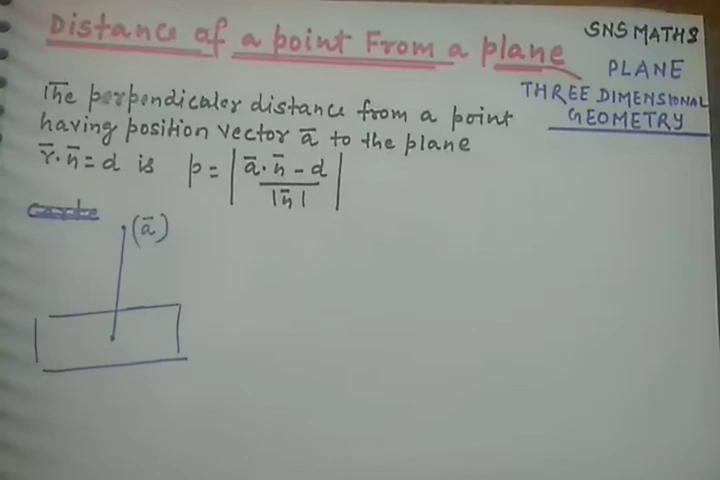 Distance of a point From a plane
SNS MATHS
PLANE
THREE DIMENSIONAL
GEOMETRY
The perpendicular distance from a point
having position vector a̅ to the plane
r̅ . n̅ = d is p = | a̅ . n̅ - d / |n̅| |
Carte
(a̅)